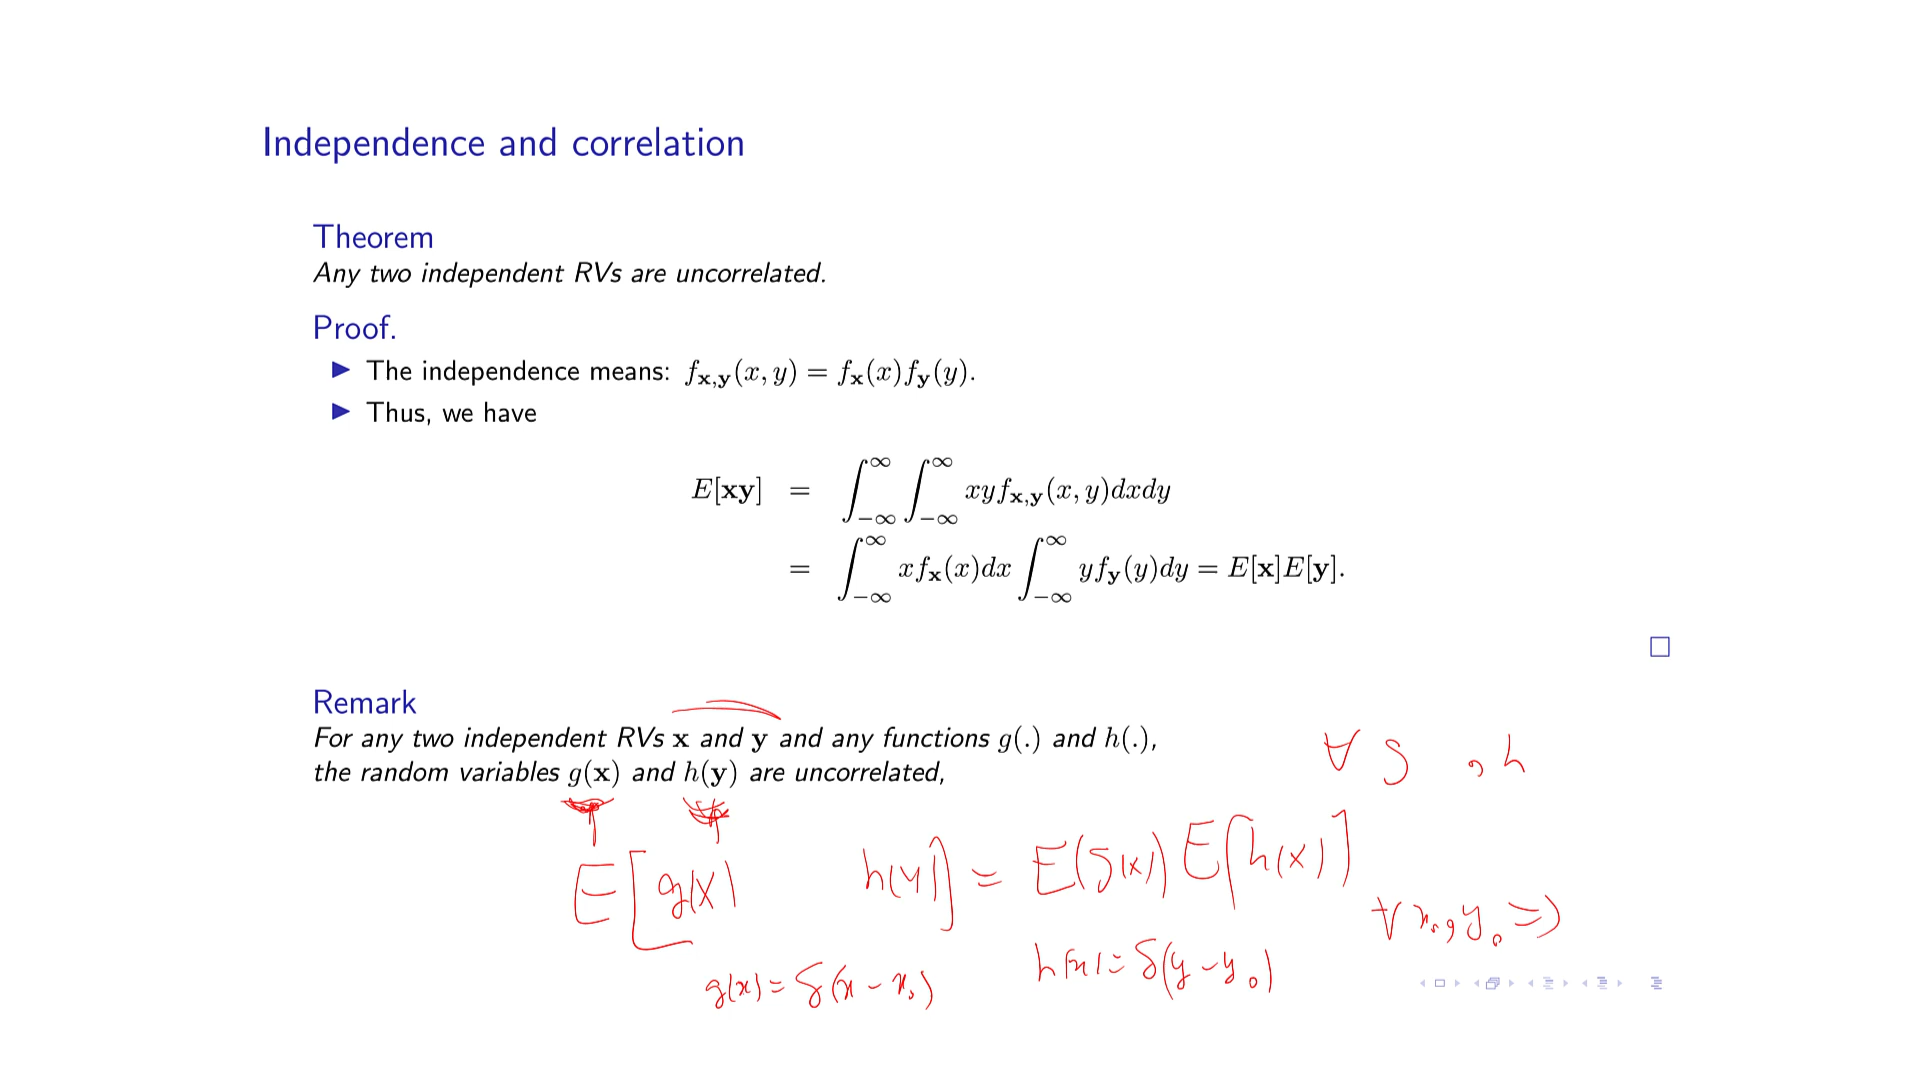 Independence and correlation
Theorem
Any two independent RVs are uncorrelated.
Proof.
▶ The independence means: f_{x,y}(x, y) = f_x(x)f_y(y).
▶ Thus, we have
E[xy] = ∫_{-∞}^{∞} ∫_{-∞}^{∞} xyf_{x,y}(x, y)dxdy
= ∫_{-∞}^{∞} xf_x(x)dx ∫_{-∞}^{∞} yf_y(y)dy = E[x]E[y].
Remark
For any two independent RVs x and y and any functions g(.) and h(.),
the random variables g(x) and h(y) are uncorrelated,
∀ g , h
E[g(x) h(y)] = E(g(x)) E[h(x)]
∀ x₀, y₀ ⇒
g(x) = δ(x - x₀) h(x) = δ(y - y₀)